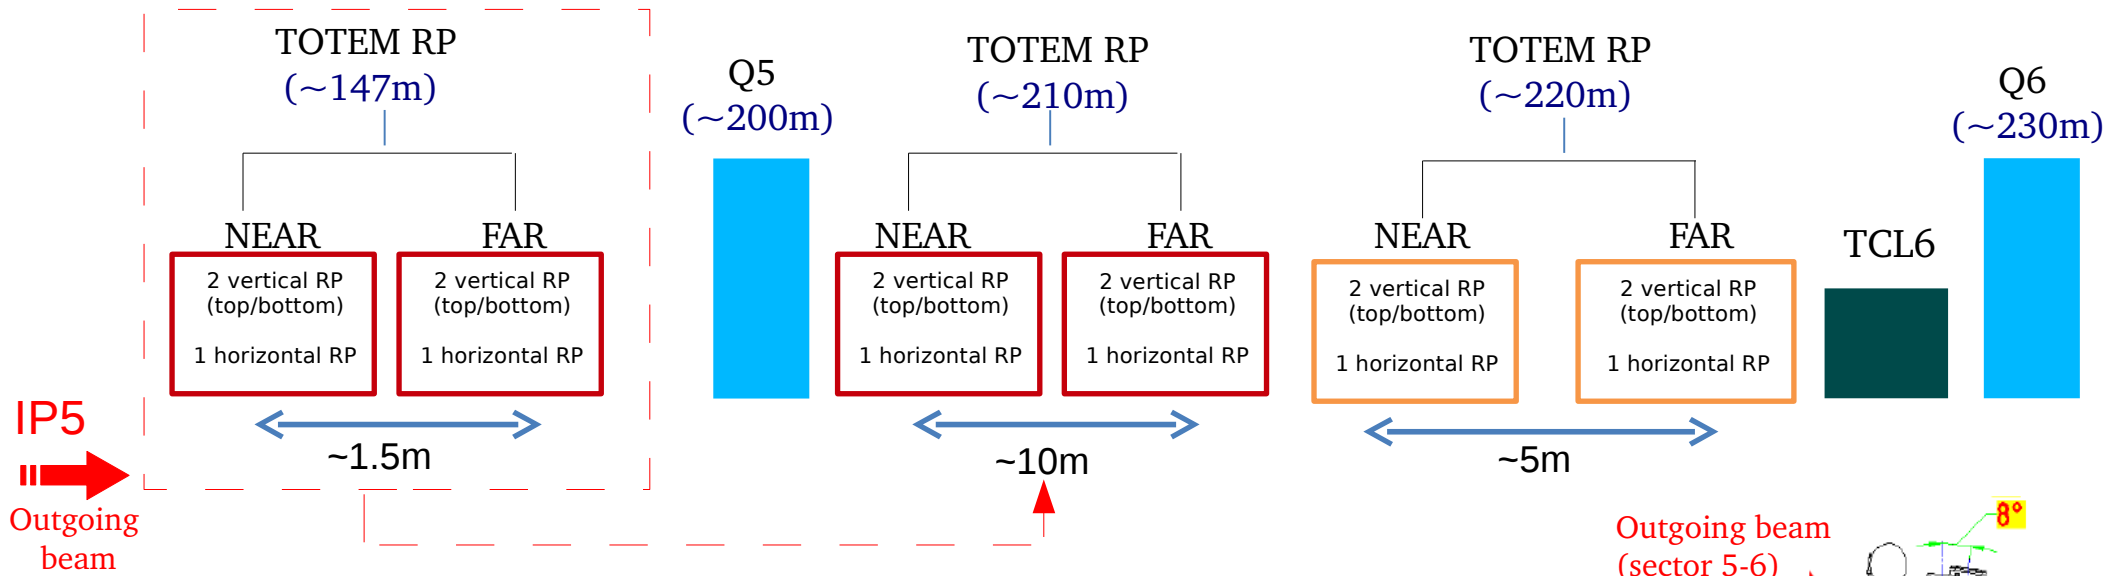 TOTEM RP
(~147m)
NEAR
FAR
2 vertical RP
(top/bottom)
1 horizontal RP
2 vertical RP
(top/bottom)
1 horizontal RP
~1.5m
IP5
Outgoing
beam
Q5
(~200m)
TOTEM RP
(~210m)
NEAR
FAR
2 vertical RP
(top/bottom)
1 horizontal RP
2 vertical RP
(top/bottom)
1 horizontal RP
~10m
TOTEM RP
(~220m)
NEAR
FAR
2 vertical RP
(top/bottom)
1 horizontal RP
2 vertical RP
(top/bottom)
1 horizontal RP
~5m
TCL6
Q6
(~230m)
Outgoing beam
(sector 5-6)
8°